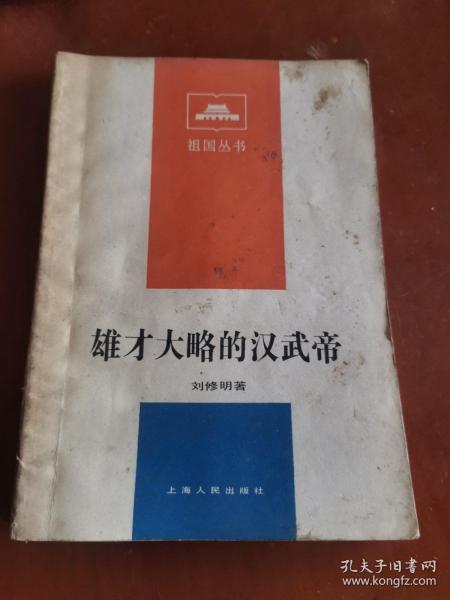 祖国丛书
雄才大略的汉武帝
刘修明著
上海人民出版社
孔夫子旧书网
www.kongfz.com